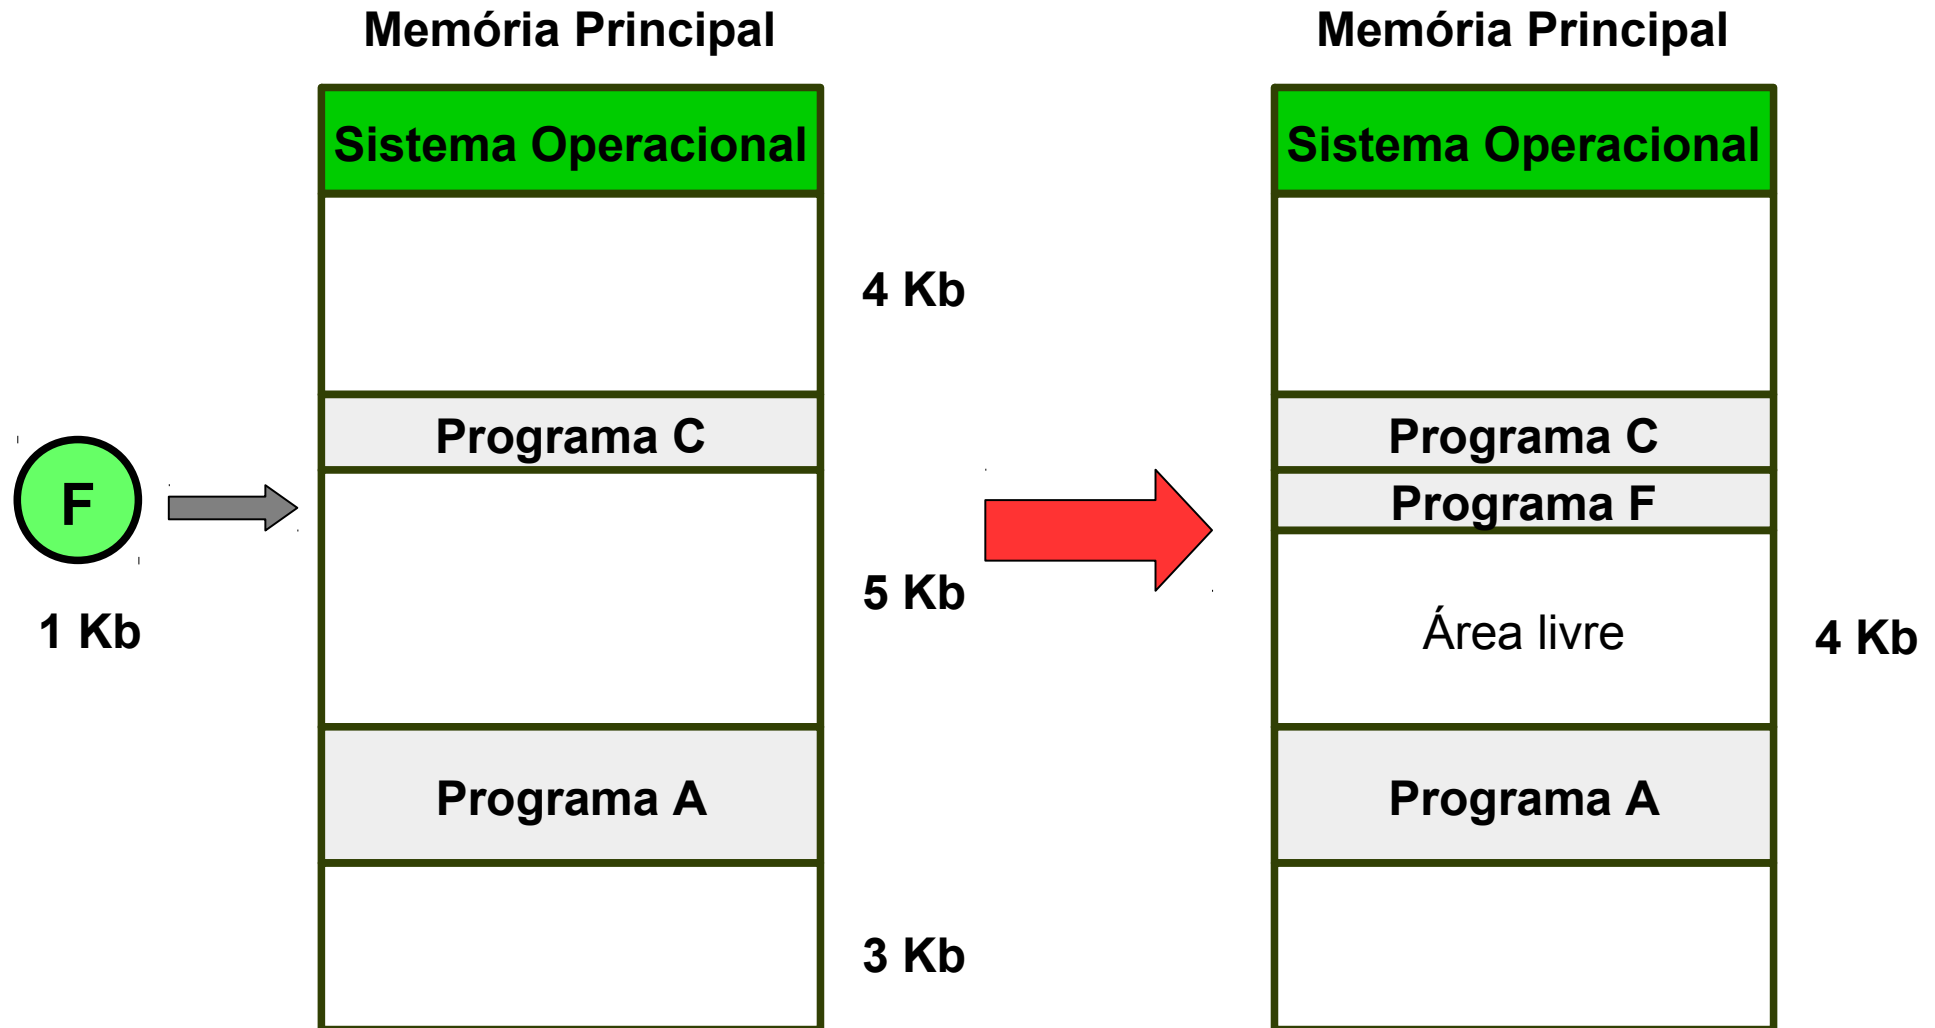 Memória Principal
Sistema Operacional
4 Kb
Programa C
F
1 Kb
5 Kb
Programa A
3 Kb
Memória Principal
Sistema Operacional
Programa C
Programa F
Área livre
4 Kb
Programa A